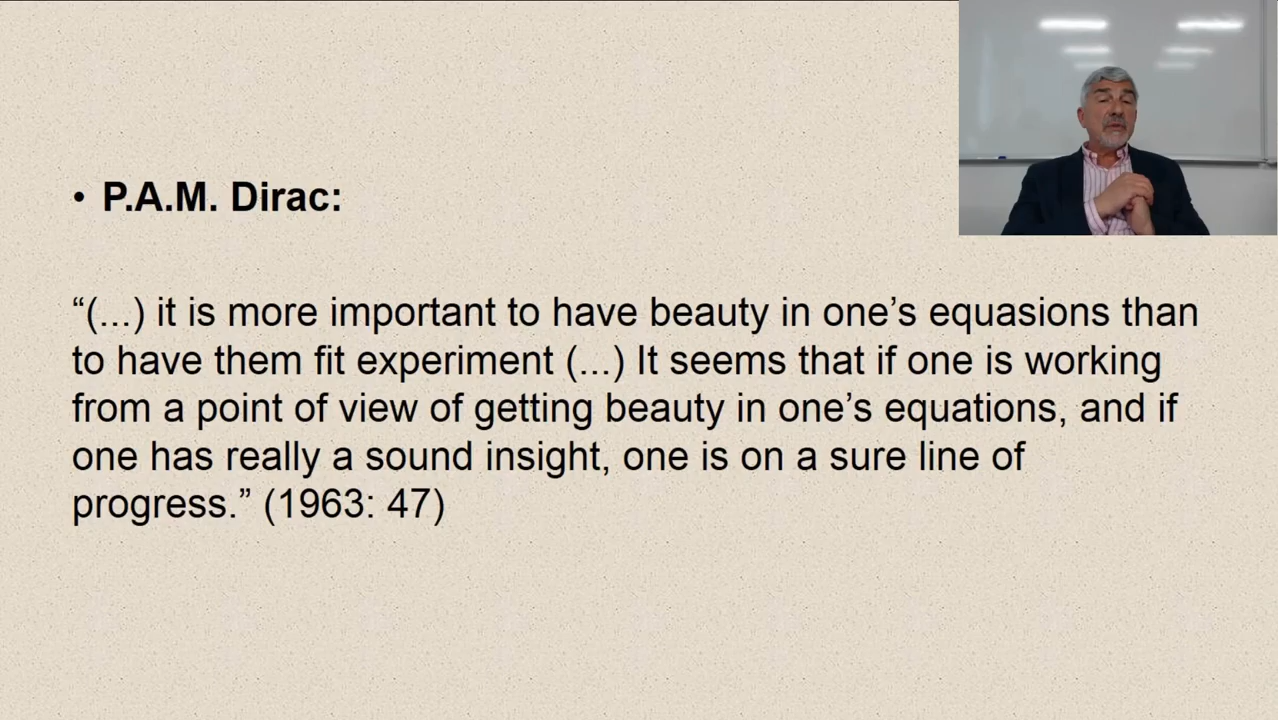 • P.A.M. Dirac:
“(...) it is more important to have beauty in one’s equasions than
to have them fit experiment (...) It seems that if one is working
from a point of view of getting beauty in one’s equations, and if
one has really a sound insight, one is on a sure line of
progress.” (1963: 47)